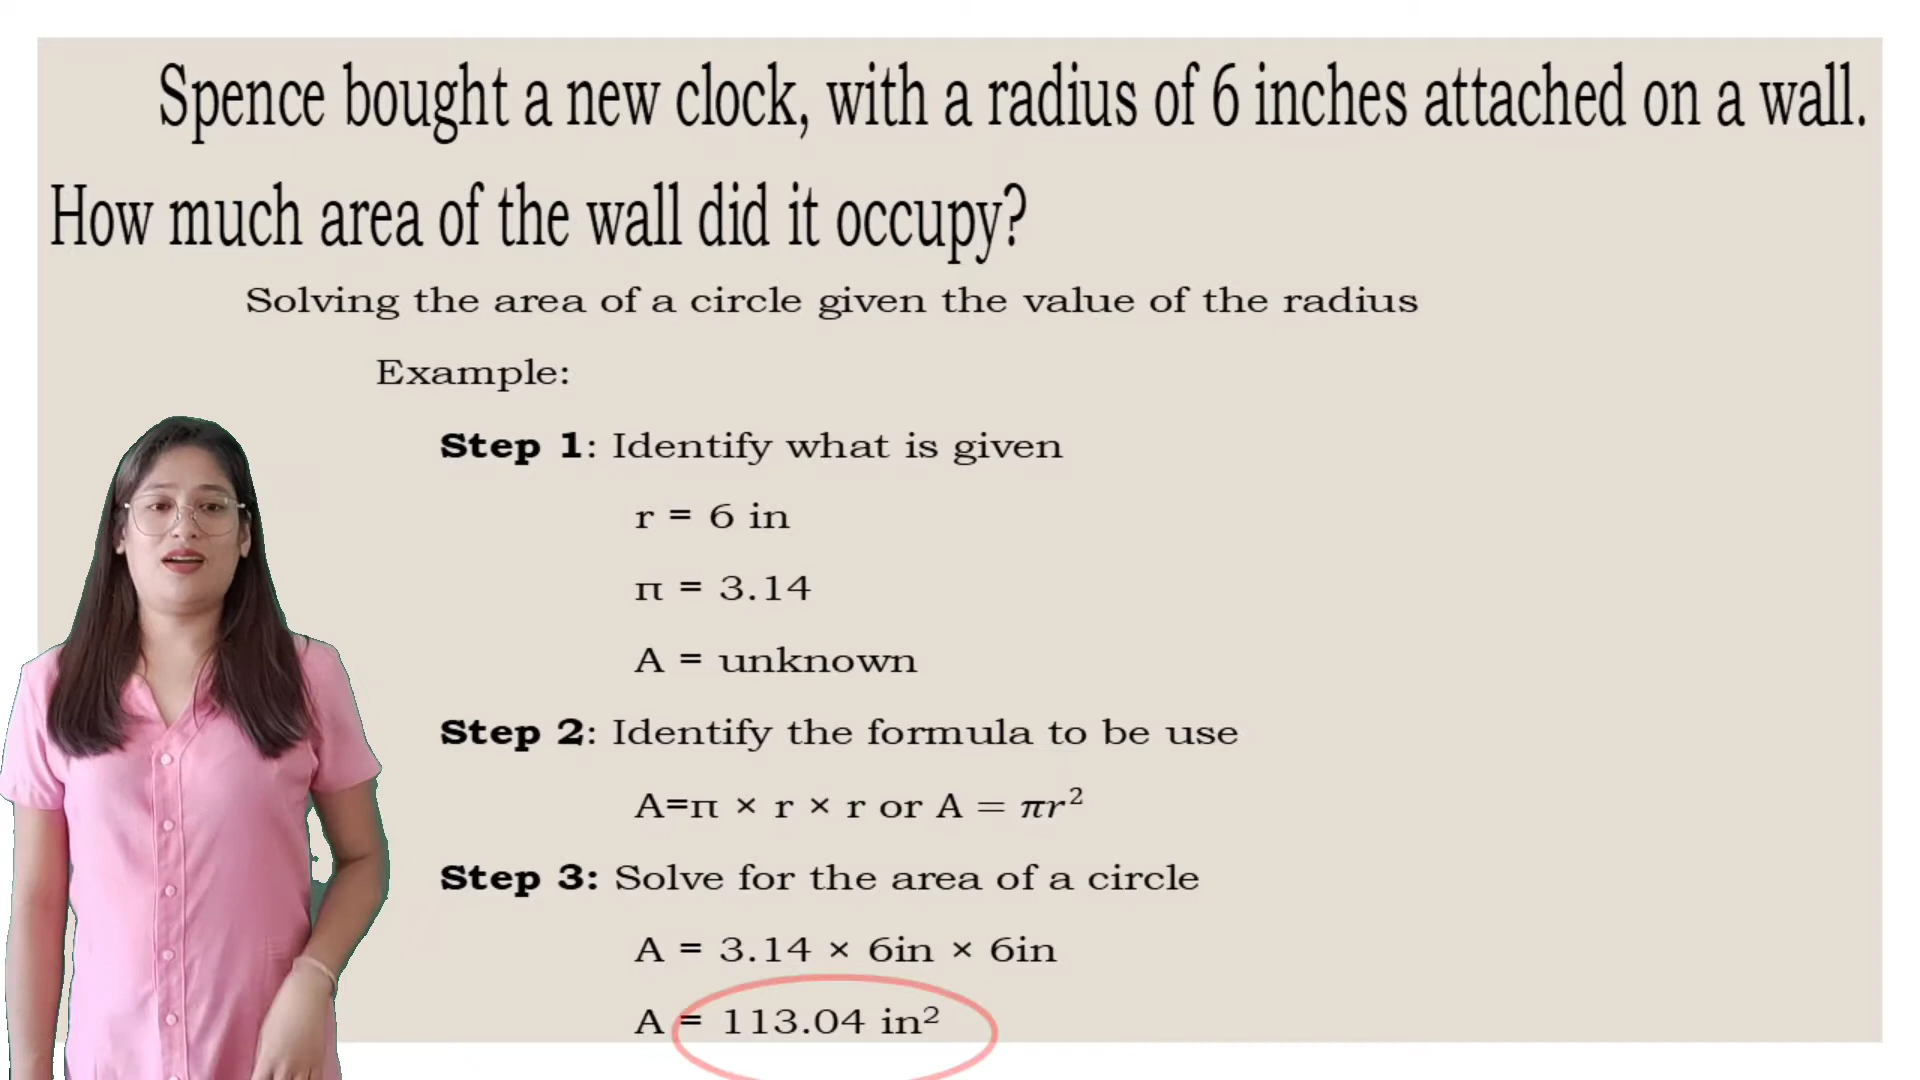 Spence bought a new clock, with a radius of 6 inches attached on a wall.
How much area of the wall did it occupy?
Solving the area of a circle given the value of the radius
Example:
Step 1: Identify what is given
r = 6 in
π = 3.14
A = unknown
Step 2: Identify the formula to be use
A=π × r × r or A = πr²
Step 3: Solve for the area of a circle
A = 3.14 × 6in × 6in
A = 113.04 in²